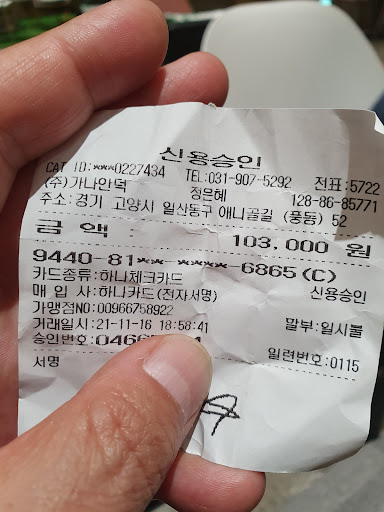 신용승인
CAT ID:***0227434 TEL:031-907-5292 전표:5722
(주)가나안덕 정은혜 128-86-85771
주소:경기 고양시 일산동구 애니골길 (풍동) 52
금 액 : 103.000 원
9440-81**-****-6865(C)
카드종류:하나체크카드 신용승인
매 입 사:하나카드(전자서명)
가맹점NO:00966758922
거래일시:21-11-16 18:58:41 할부:일시불
승인번호: 일련번호:0115
서명